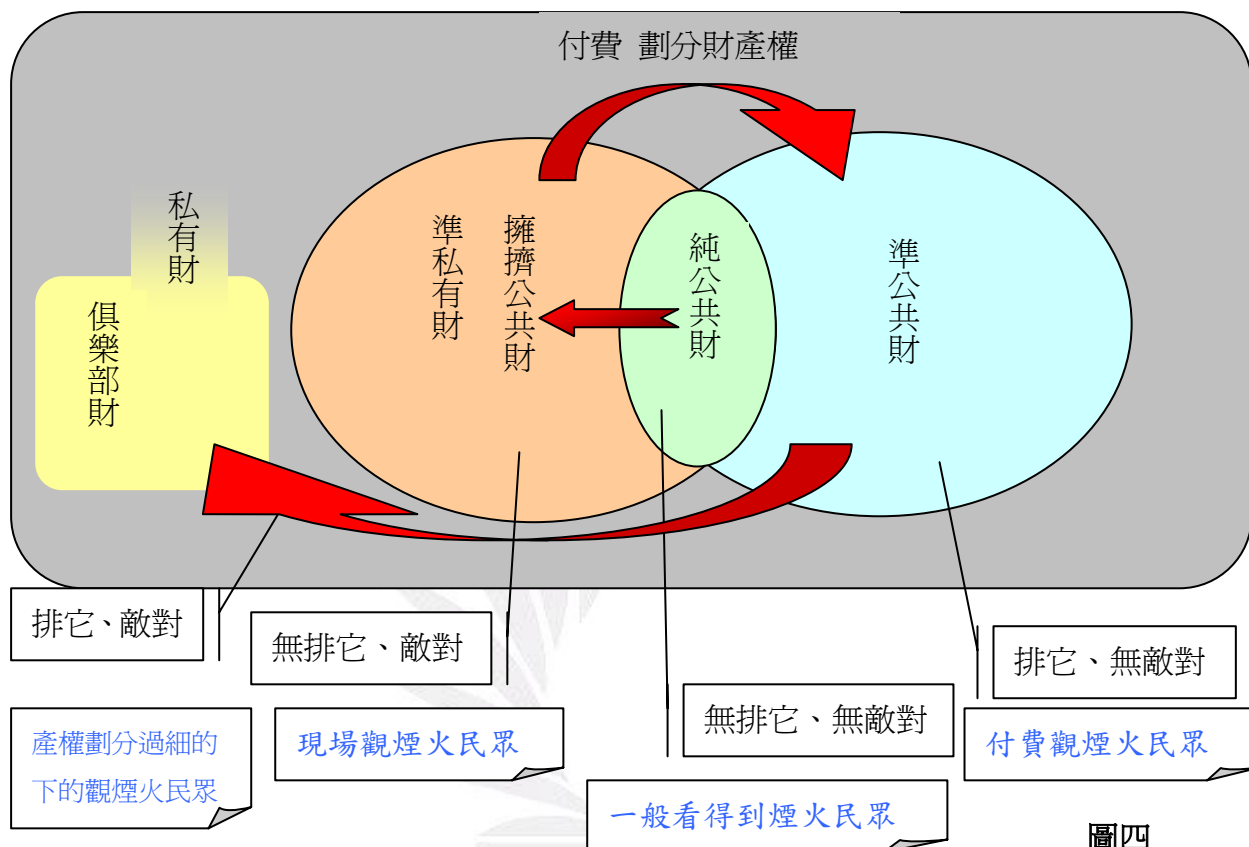 付費 劃分財產權
私有財
俱樂部財
準私有財
擁擠公共財
純公共財
準公共財
排它、敵對
無排它、敵對
無排它、無敵對
排它、無敵對
產權劃分過細的
下的觀煙火民眾
現場觀煙火民眾
一般看得到煙火民眾
付費觀煙火民眾
圖四